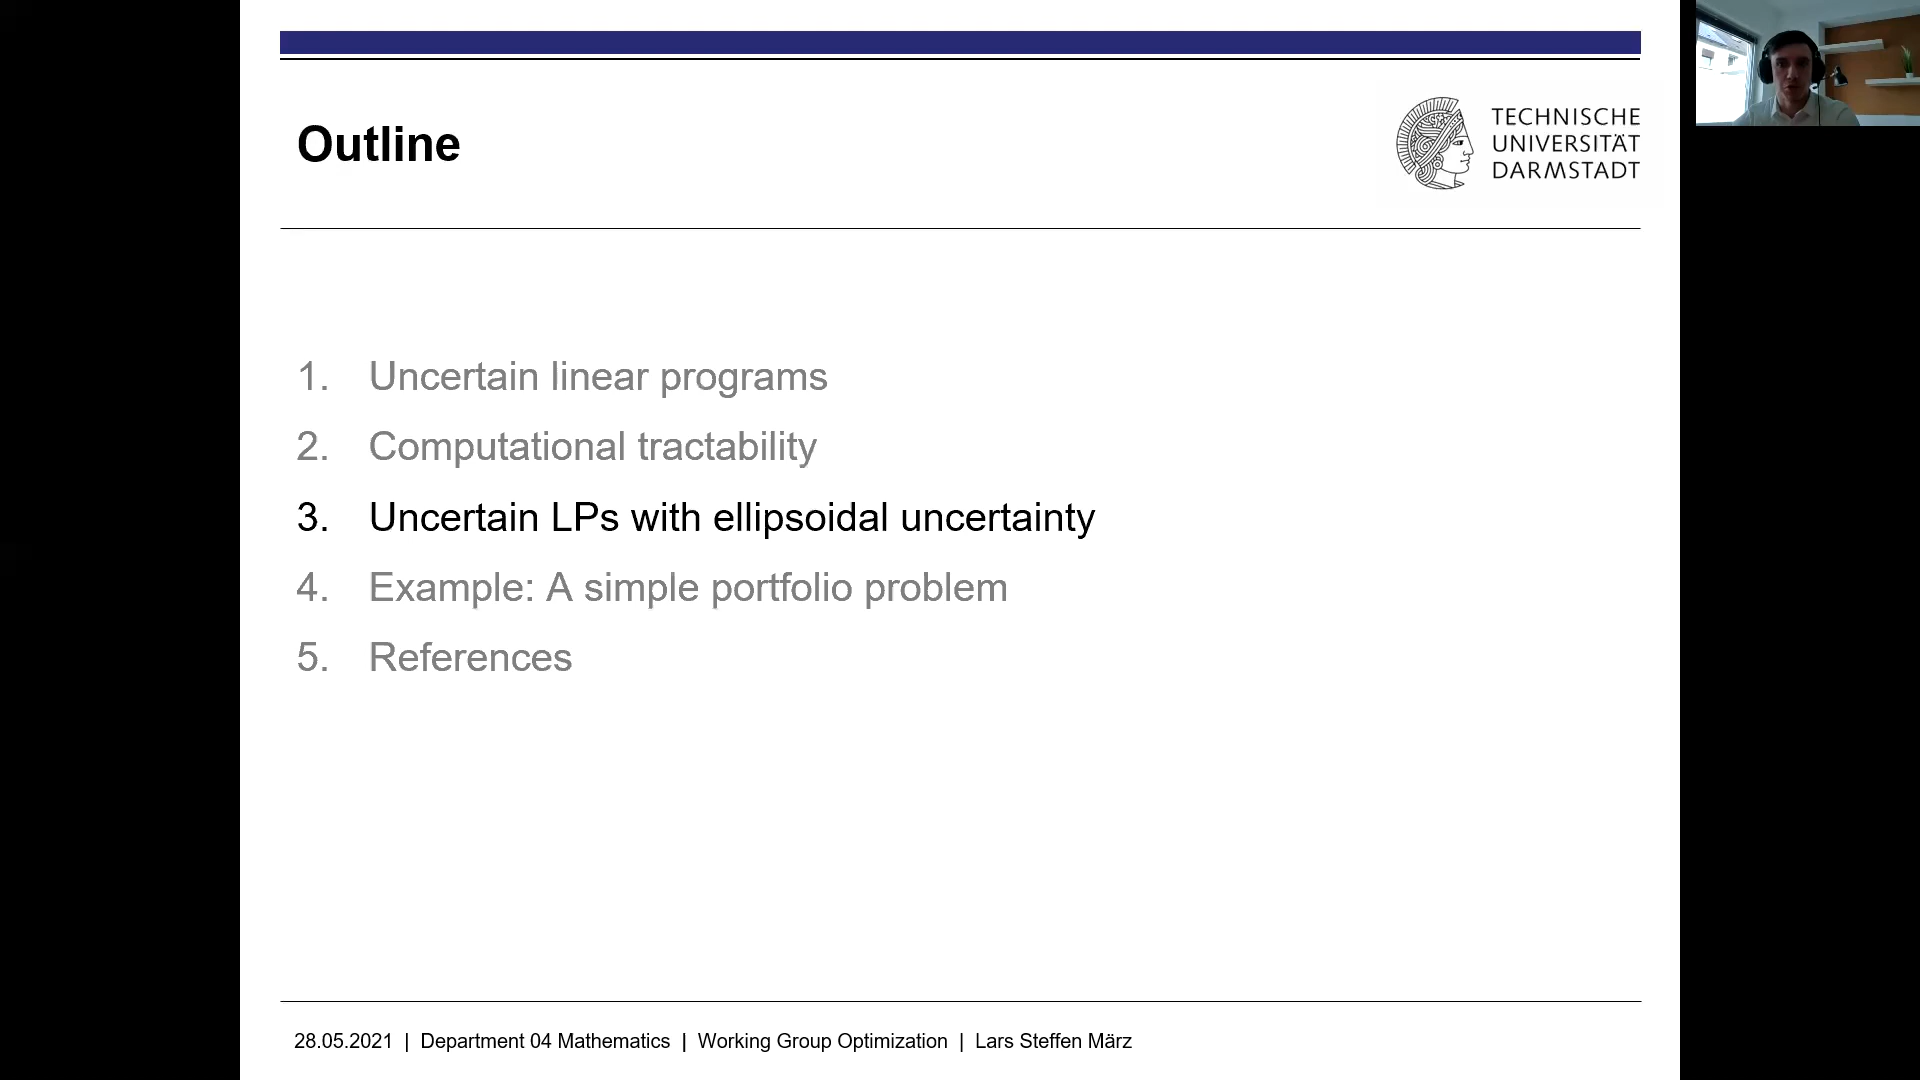 Outline
TECHNISCHE
UNIVERSITÄT
DARMSTADT
1. Uncertain linear programs
2. Computational tractability
3. Uncertain LPs with ellipsoidal uncertainty
4. Example: A simple portfolio problem
5. References
28.05.2021 | Department 04 Mathematics | Working Group Optimization | Lars Steffen März